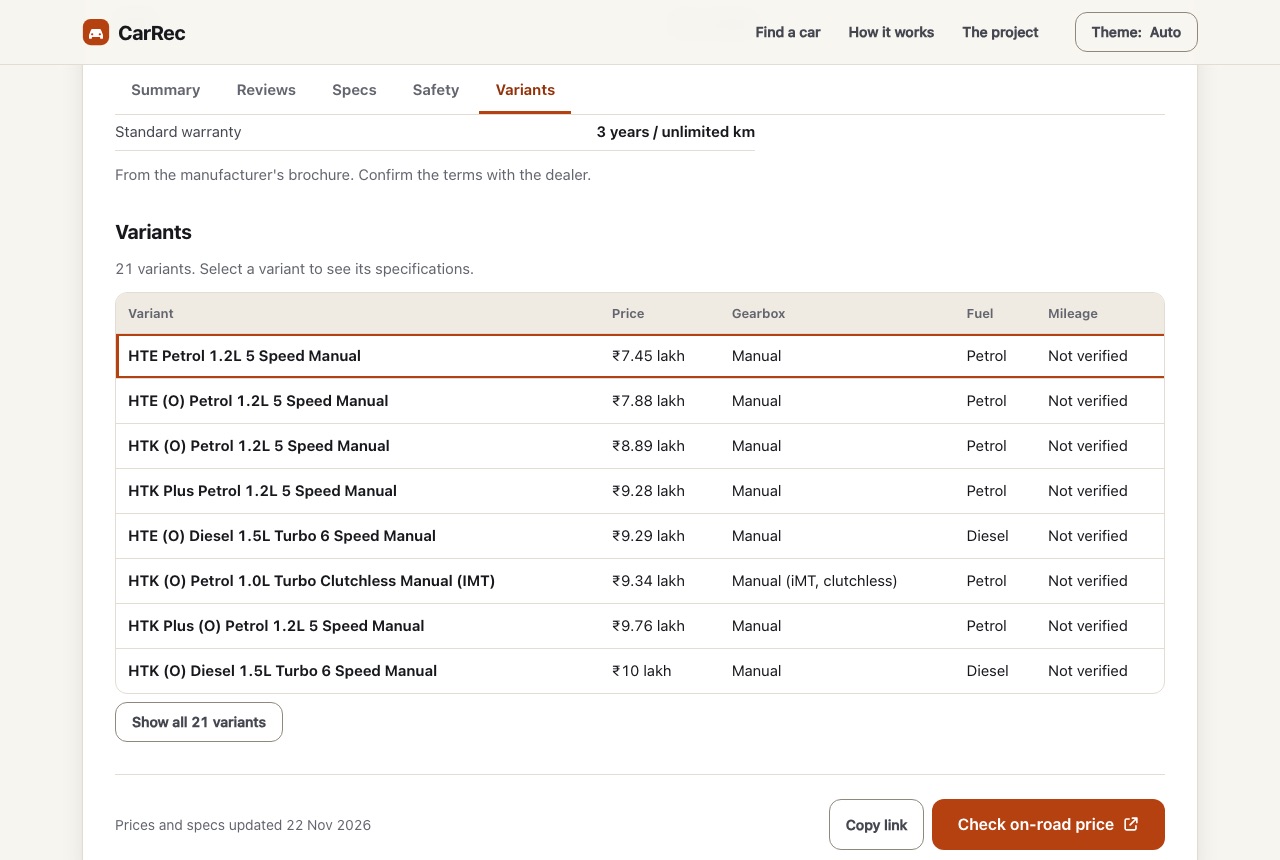 CarRec
Find a car
How it works
The project
Theme: Auto
Summary
Reviews
Specs
Safety
Variants
Standard warranty 3 years / unlimited km
From the manufacturer's brochure. Confirm the terms with the dealer.
Variants
21 variants. Select a variant to see its specifications.
Variant Price Gearbox Fuel Mileage
HTE Petrol 1.2L 5 Speed Manual ₹7.45 lakh Manual Petrol Not verified
HTE (O) Petrol 1.2L 5 Speed Manual ₹7.88 lakh Manual Petrol Not verified
HTK (O) Petrol 1.2L 5 Speed Manual ₹8.89 lakh Manual Petrol Not verified
HTK Plus Petrol 1.2L 5 Speed Manual ₹9.28 lakh Manual Petrol Not verified
HTE (O) Diesel 1.5L Turbo 6 Speed Manual ₹9.29 lakh Manual Diesel Not verified
HTK (O) Petrol 1.0L Turbo Clutchless Manual (IMT) ₹9.34 lakh Manual (iMT, clutchless) Petrol Not verified
HTK Plus (O) Petrol 1.2L 5 Speed Manual ₹9.76 lakh Manual Petrol Not verified
HTK (O) Diesel 1.5L Turbo 6 Speed Manual ₹10 lakh Manual Diesel Not verified
Show all 21 variants
Prices and specs updated 22 Nov 2026
Copy link
Check on-road price